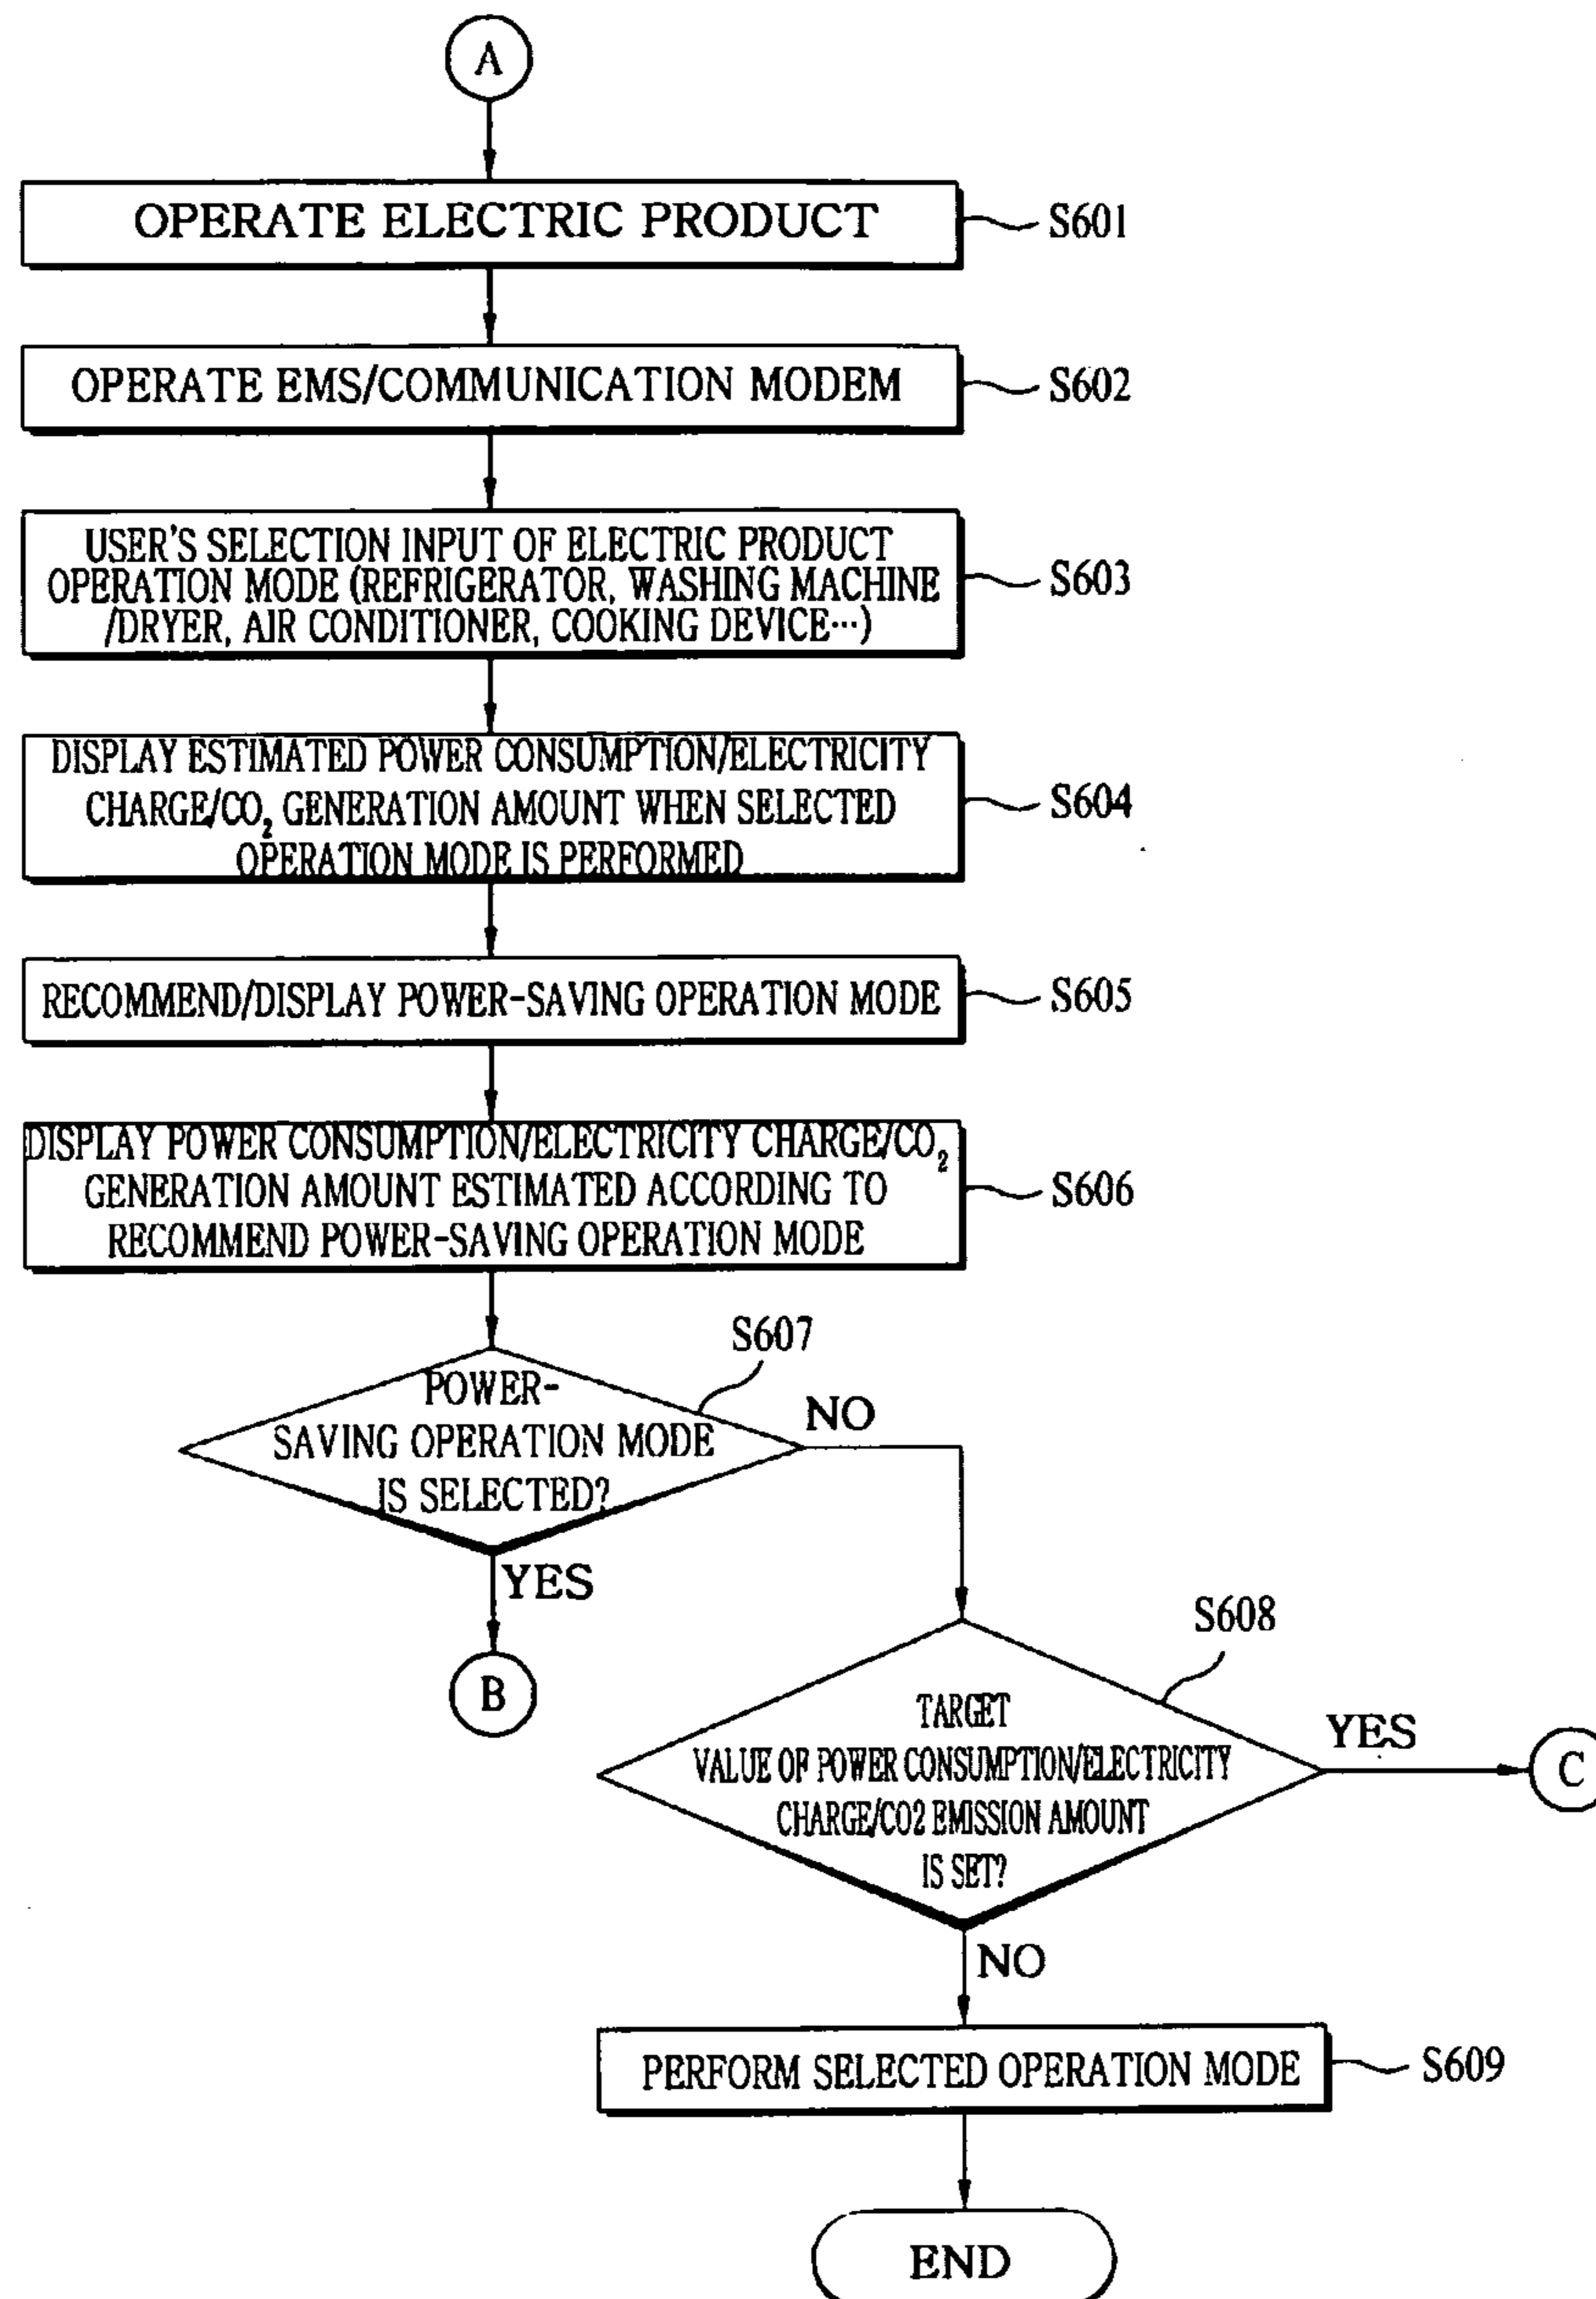 A
OPERATE ELECTRIC PRODUCT
S601
OPERATE EMS/COMMUNICATION MODEM
S602
USER'S SELECTION INPUT OF ELECTRIC PRODUCT
OPERATION MODE (REFRIGERATOR, WASHING MACHINE
/DRYER, AIR CONDITIONER, COOKING DEVICE···)
S603
DISPLAY ESTIMATED POWER CONSUMPTION/ELECTRICITY
CHARGE/CO₂ GENERATION AMOUNT WHEN SELECTED
OPERATION MODE IS PERFORMED
S604
RECOMMEND/DISPLAY POWER-SAVING OPERATION MODE
S605
DISPLAY POWER CONSUMPTION/ELECTRICITY CHARGE/CO₂
GENERATION AMOUNT ESTIMATED ACCORDING TO
RECOMMEND POWER-SAVING OPERATION MODE
S606
S607
POWER-
SAVING OPERATION MODE
IS SELECTED?
NO
YES
B
S608
TARGET
VALUE OF POWER CONSUMPTION/ELECTRICITY
CHARGE/CO2 EMISSION AMOUNT
IS SET?
YES
C
NO
PERFORM SELECTED OPERATION MODE
S609
END